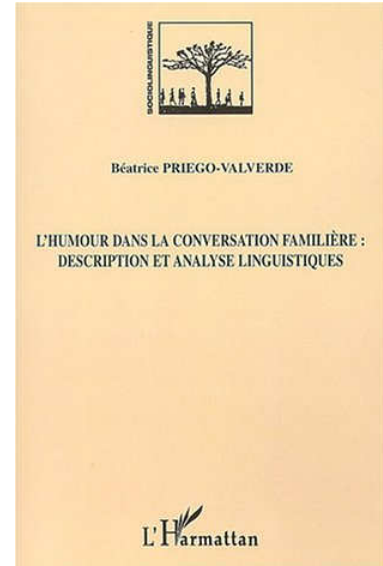 SOCIOLINGUISTIQUE
Béatrice PRIEGO-VALVERDE
L'HUMOUR DANS LA CONVERSATION FAMILIÈRE :
DESCRIPTION ET ANALYSE LINGUISTIQUES
L'Harmattan